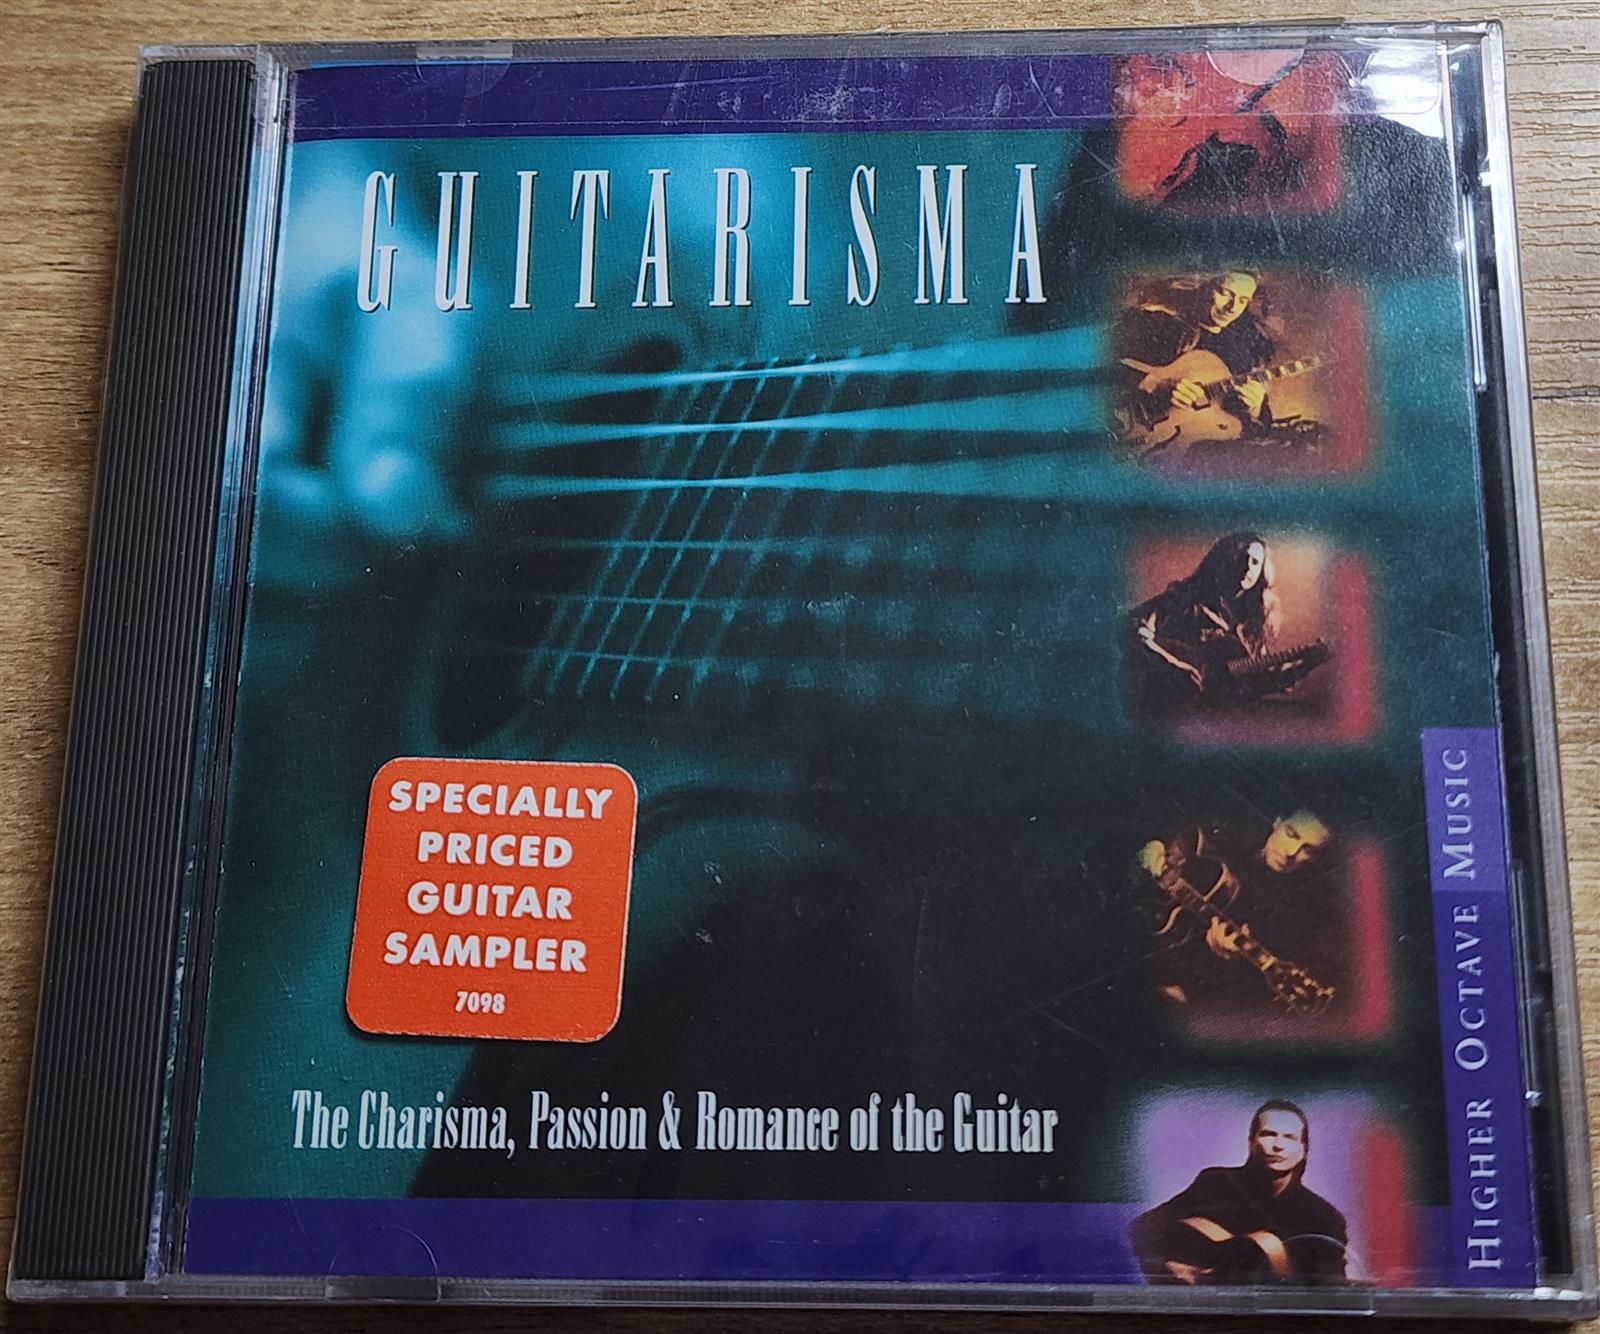 GUITARISMA
SPECIALLY
PRICED
GUITAR
SAMPLER
7098
The Charisma, Passion & Romance of the Guitar
HIGHER OCTAVE MUSIC